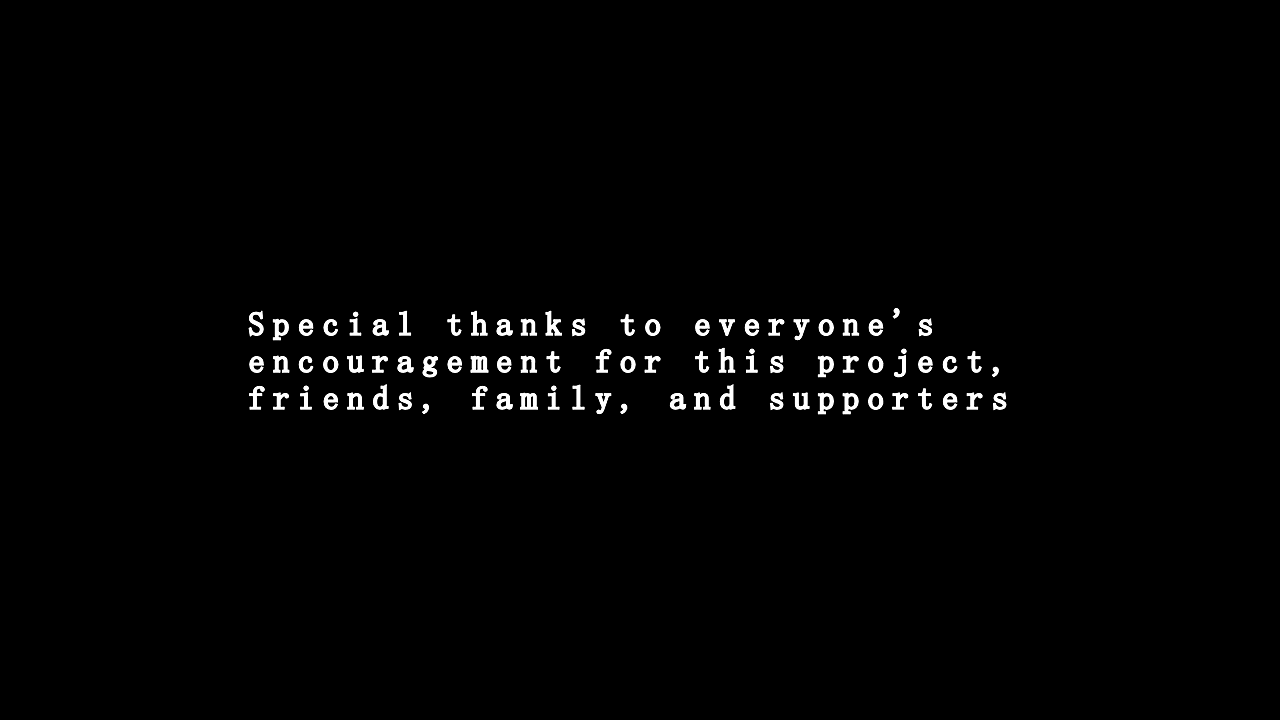 Special thanks to everyone’s
encouragement for this project,
friends, family, and supporters